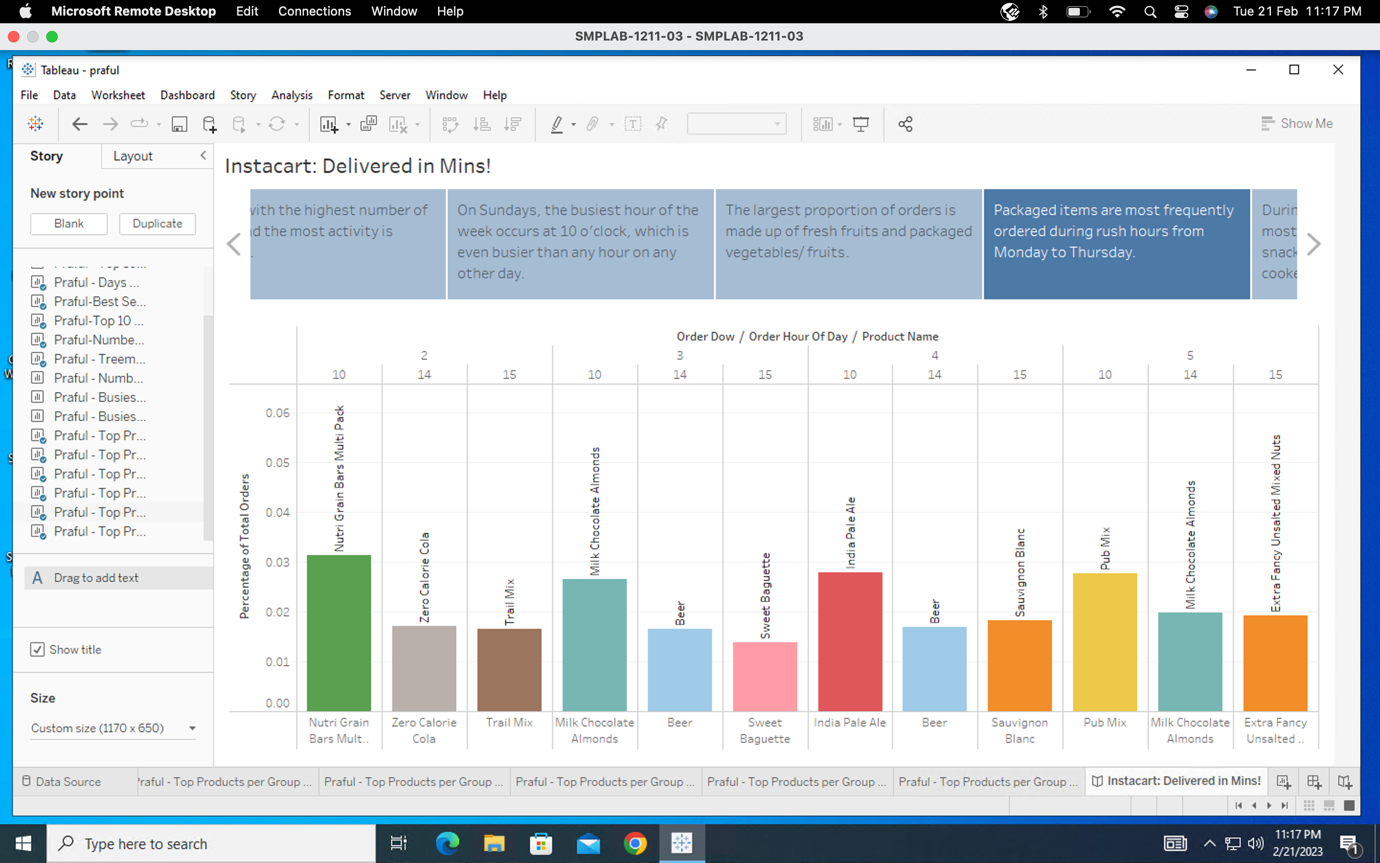 Microsoft Remote Desktop Edit Connections Window Help Tue 21 Feb 11:17 PM
SMPLAB-1211-03 - SMPLAB-1211-03
Tableau - praful
File Data Worksheet Dashboard Story Analysis Format Server Window Help
Show Me
Story Layout
New story point
Blank Duplicate
Praful - Days ...
Praful-Best Se...
Praful-Top 10 ...
Praful-Numbe...
Praful - Treem...
Praful - Numb...
Praful - Busies...
Praful - Busies...
Praful - Top Pr...
Praful - Top Pr...
Praful - Top Pr...
Praful - Top Pr...
Praful - Top Pr...
Praful - Top Pr...
A Drag to add text
Show title
Size
Custom size (1170 x 650)
Instacart: Delivered in Mins!
with the highest number of
d the most activity is
.
On Sundays, the busiest hour of the
week occurs at 10 o'clock, which is
even busier than any hour on any
other day.
The largest proportion of orders is
made up of fresh fruits and packaged
vegetables/ fruits.
Packaged items are most frequently
ordered during rush hours from
Monday to Thursday.
Durin
most
snack
cooke
Order Dow / Order Hour Of Day / Product Name
2 3 4 5
10 14 15 10 14 15 10 14 15 10 14 15
Percentage of Total Orders
0.06
0.05
0.04
0.03
0.02
0.01
0.00
Nutri Grain Bars Multi Pack
Zero Calorie Cola
Trail Mix
Milk Chocolate Almonds
Beer
Sweet Baguette
India Pale Ale
Beer
Sauvignon Blanc
Pub Mix
Milk Chocolate Almonds
Extra Fancy Unsalted Mixed Nuts
Nutri Grain Zero Calorie Trail Mix Milk Chocolate Beer Sweet India Pale Ale Beer Sauvignon Pub Mix Milk Chocolate Extra Fancy
Bars Mult.. Cola Almonds Baguette Blanc Almonds Unsalted ..
Data Source Praful - Top Products per Group ... Praful - Top Products per Group ... Praful - Top Products per Group ... Praful - Top Products per Group ... Praful - Top Products per Group ... Instacart: Delivered in Mins!
Type here to search
11:17 PM
2/21/2023
1